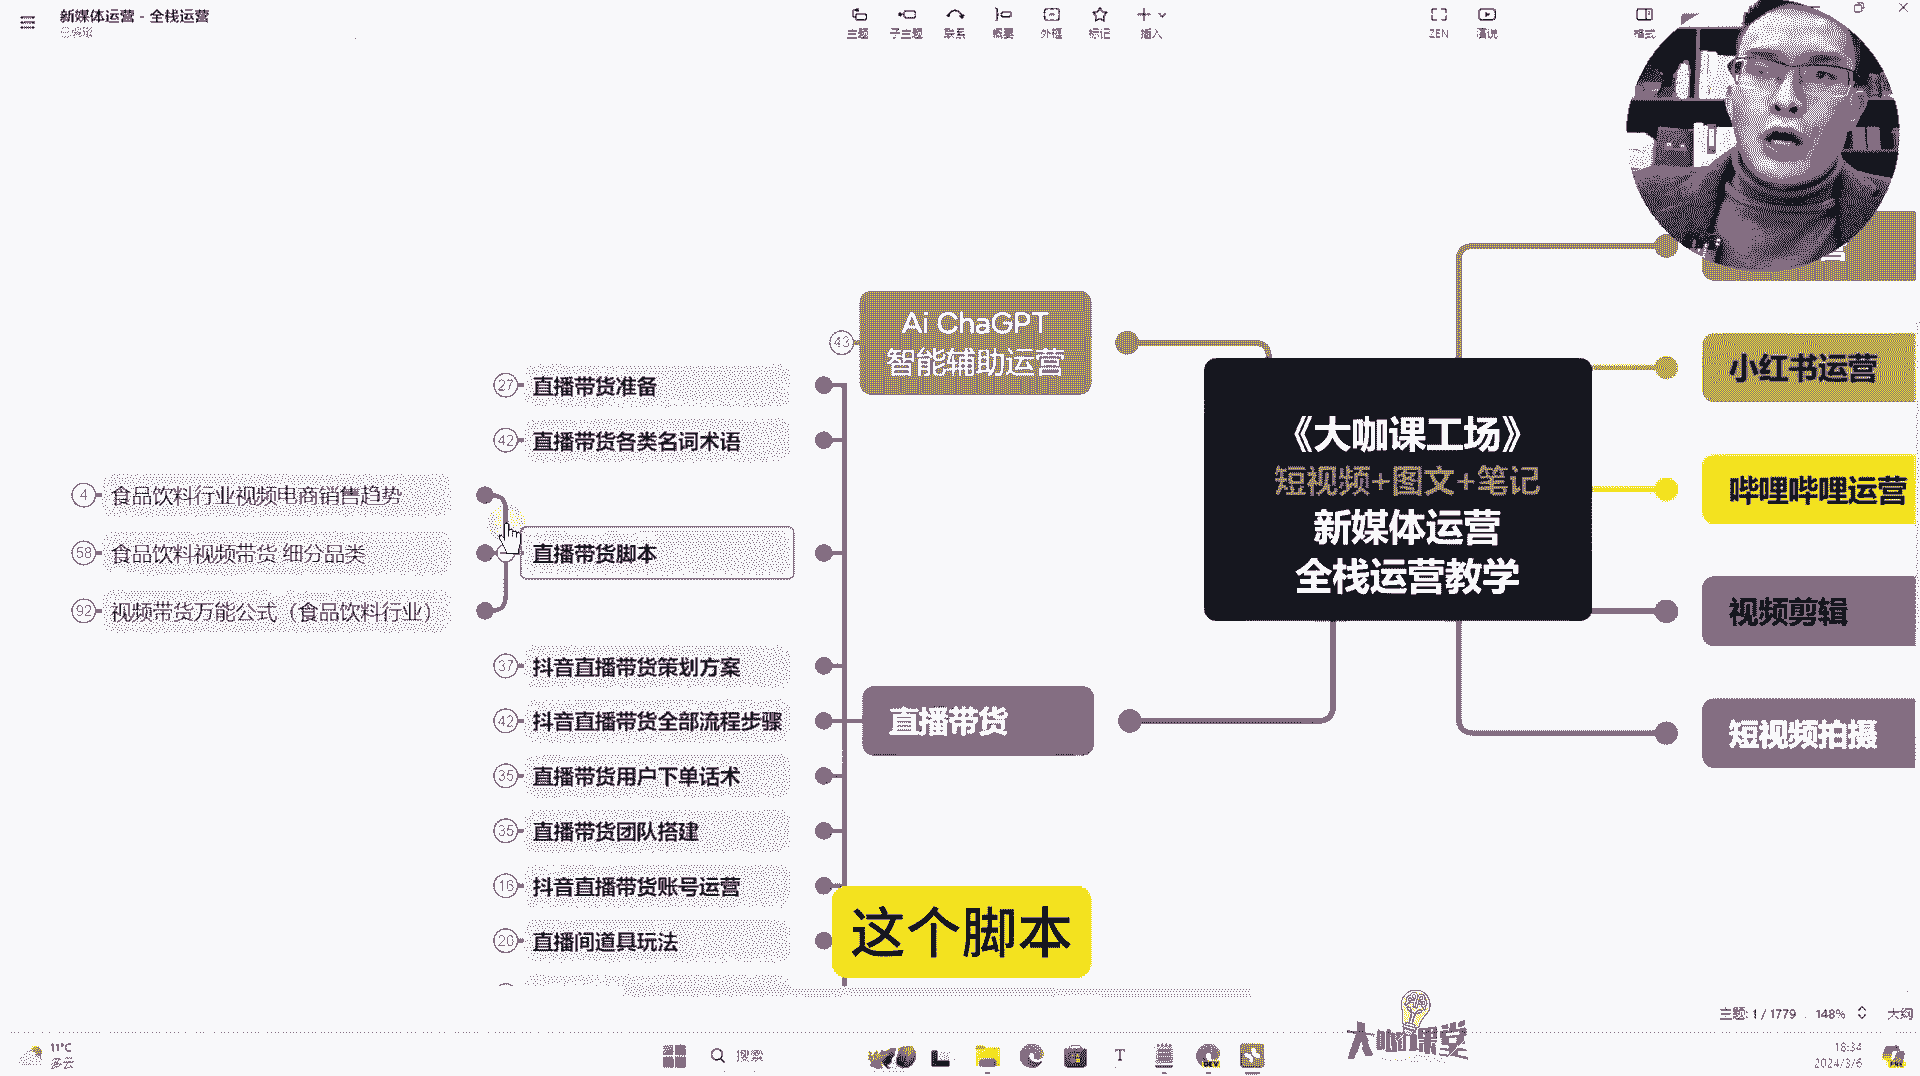 新媒体运营 - 全栈运营
已编辑
主题
子主题
联系
概要
外框
标记
插入
ZEN
演说
格式
43
Ai ChaGPT
智能辅助运营
27
直播带货准备
42
直播带货各类名词术语
4
食品饮料行业视频电商销售趋势
58
食品饮料视频带货 细分品类
92
视频带货万能公式（食品饮料行业）
直播带货脚本
37
抖音直播带货策划方案
42
抖音直播带货全部流程步骤
35
直播带货用户下单话术
35
直播带货团队搭建
16
抖音直播带货账号运营
20
直播间道具玩法
直播带货
《大咖课工场》
短视频+图文+笔记
新媒体运营
全栈运营教学
小红书运营
哔哩哔哩运营
视频剪辑
短视频拍摄
这个脚本
大咖课堂
主题: 1 / 1779
148%
大纲
11°C
多云
搜索
18:34
2024/3/6